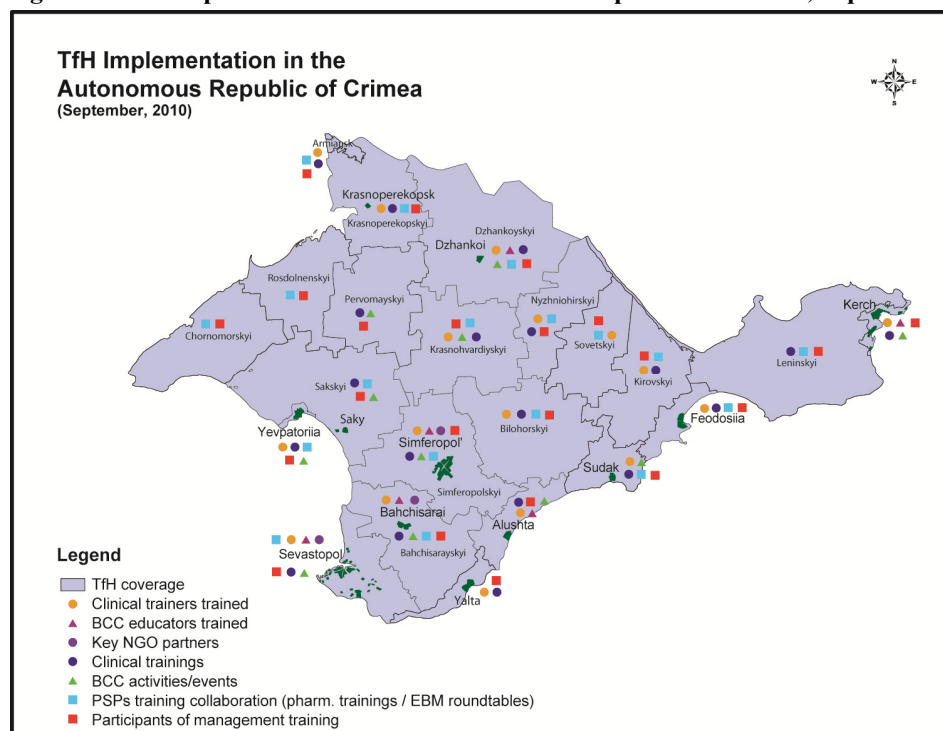 TfH Implementation in the
Autonomous Republic of Crimea
(September, 2010)
N
W E
S
Armiansk
Krasnoperekopsk
Krasnoperekopskyi
Dzhankoyskyi
Dzhankoi
Rosdolnenskyi
Pervomayskyi
Nyzhniohirskyi
Kerch
Chornomorskyi
Krasnohvardiyskyi
Sovetskyi
Leninskyi
Kirovskyi
Sakskyi
Saky
Yevpatoriia
Bilohorskyi
Feodosiia
Simferopol'
Sudak
Simferopolskyi
Bahchisarai
Alushta
Sevastopol
Bahchisarayskyi
Yalta
Legend
TfH coverage
Clinical trainers trained
BCC educators trained
Key NGO partners
Clinical trainings
BCC activities/events
PSPs training collaboration (pharm. trainings / EBM roundtables)
Participants of management training